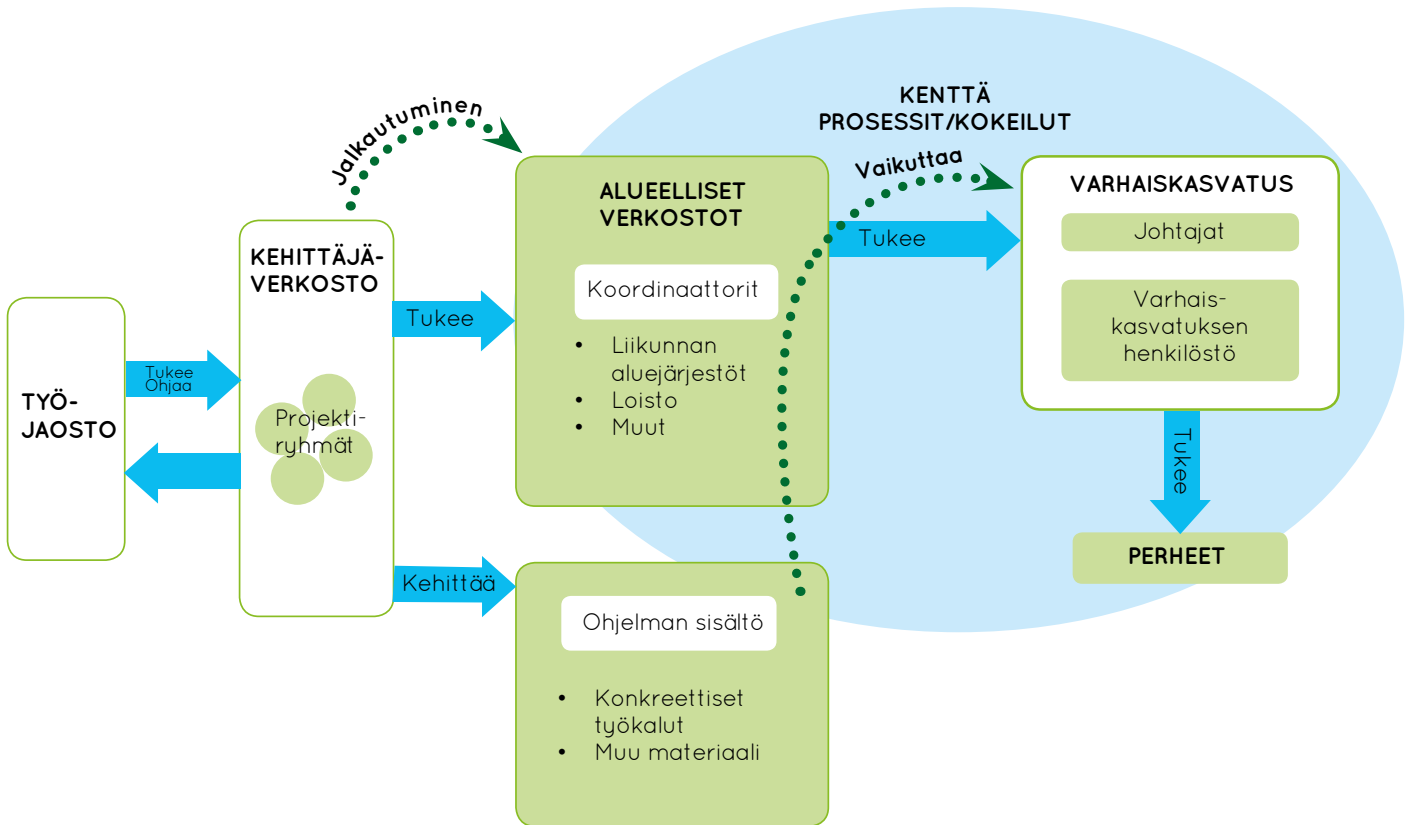 TYÖ-
JAOSTO
Tukee
Ohjaa
KEHITTÄJÄ-
VERKOSTO
Projekti-
ryhmät
Jalkautuminen
Tukee
Kehittää
ALUEELLISET
VERKOSTOT
Koordinaattorit
• Liikunnan
aluejärjestöt
• Loisto
• Muut
Ohjelman sisältö
• Konkreettiset
työkalut
• Muu materiaali
KENTTÄ
PROSESSIT/KOKEILUT
Vaikuttaa
Tukee
VARHAISKASVATUS
Johtajat
Varhais-
kasvatuksen
henkilöstö
Tukee
PERHEET